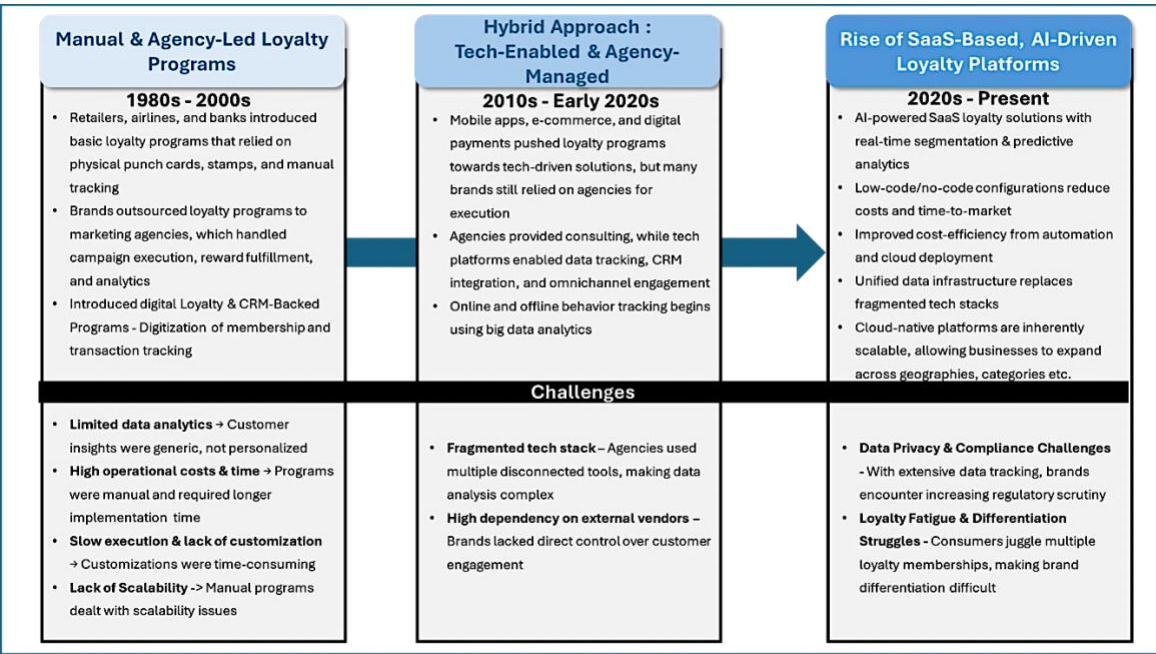 Manual & Agency-Led Loyalty
Programs
1980s - 2000s
• Retailers, airlines, and banks introduced
basic loyalty programs that relied on
physical punch cards, stamps, and manual
tracking
• Brands outsourced loyalty programs to
marketing agencies, which handled
campaign execution, reward fulfillment,
and analytics
• Introduced digital Loyalty & CRM-Backed
Programs - Digitization of membership and
transaction tracking
Hybrid Approach :
Tech-Enabled & Agency-
Managed
2010s - Early 2020s
• Mobile apps, e-commerce, and digital
payments pushed loyalty programs
towards tech-driven solutions, but many
brands still relied on agencies for
execution
• Agencies provided consulting, while tech
platforms enabled data tracking, CRM
integration, and omnichannel engagement
• Online and offline behavior tracking begins
using big data analytics
Rise of SaaS-Based, AI-Driven
Loyalty Platforms
2020s - Present
• AI-powered SaaS loyalty solutions with
real-time segmentation & predictive
analytics
• Low-code/no-code configurations reduce
costs and time-to-market
• Improved cost-efficiency from automation
and cloud deployment
• Unified data infrastructure replaces
fragmented tech stacks
• Cloud-native platforms are inherently
scalable, allowing businesses to expand
across geographies, categories etc.
Challenges
• Limited data analytics → Customer
insights were generic, not personalized
• High operational costs & time → Programs
were manual and required longer
implementation time
• Slow execution & lack of customization
→ Customizations were time-consuming
• Lack of Scalability -> Manual programs
dealt with scalability issues
• Fragmented tech stack – Agencies used
multiple disconnected tools, making data
analysis complex
• High dependency on external vendors –
Brands lacked direct control over customer
engagement
• Data Privacy & Compliance Challenges
- With extensive data tracking, brands
encounter increasing regulatory scrutiny
• Loyalty Fatigue & Differentiation
Struggles - Consumers juggle multiple
loyalty memberships, making brand
differentiation difficult